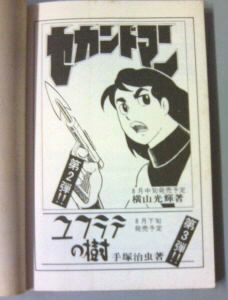 セカンドマン
第2弾!!
8月中旬発売予定
横山光輝著
ユフラテの樹
8月下旬
発売予定
手塚治虫著
第3弾!!